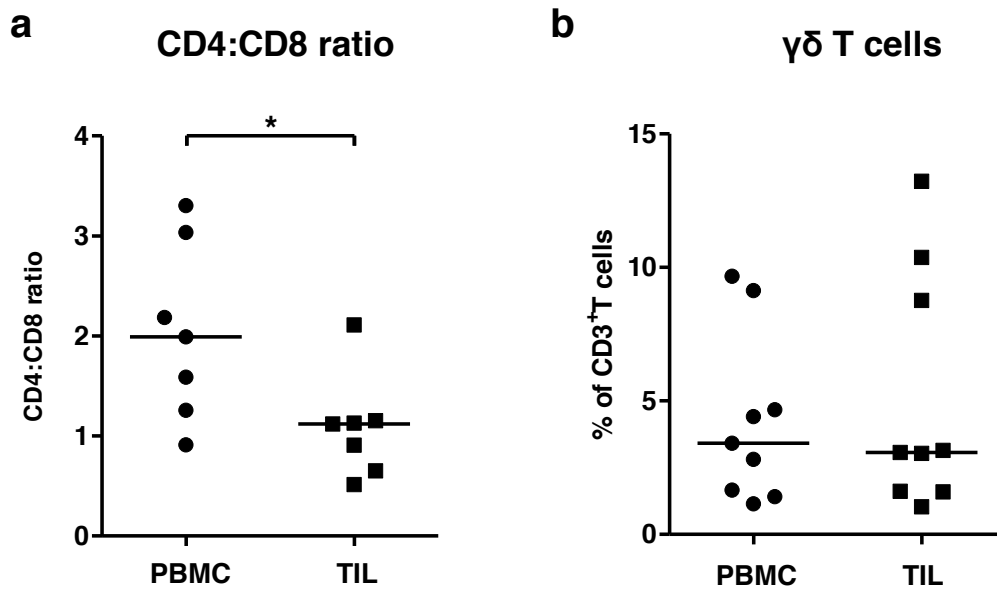 a
CD4:CD8 ratio
*
4
3
2
1
0
CD4:CD8 ratio
PBMC
TIL
b
γδ T cells
15
10
5
0
% of CD3⁺T cells
PBMC
TIL